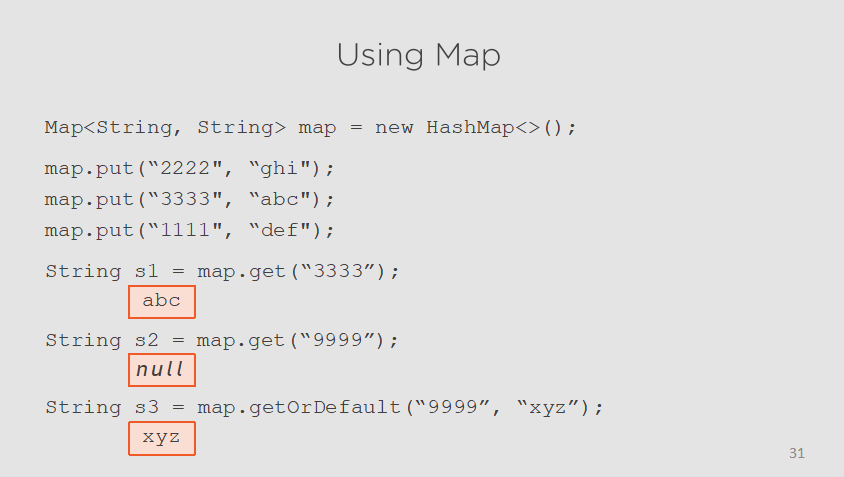 Using Map
Map<String, String> map = new HashMap<>();
map.put(“2222", “ghi");
map.put(“3333", “abc");
map.put(“1111", “def");
String s1 = map.get(“3333”);
abc
String s2 = map.get(“9999”);
null
String s3 = map.getOrDefault(“9999”, “xyz”);
xyz
31